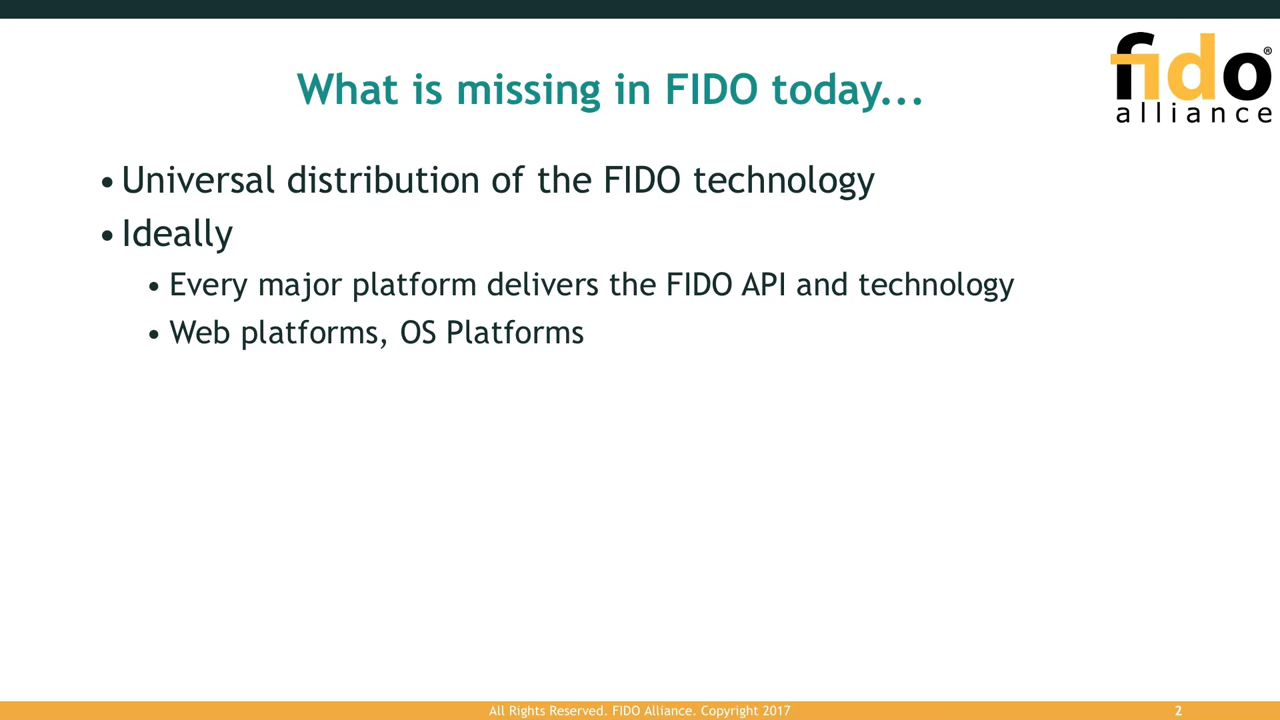 What is missing in FIDO today...
fido®
alliance
• Universal distribution of the FIDO technology
• Ideally
• Every major platform delivers the FIDO API and technology
• Web platforms, OS Platforms
All Rights Reserved. FIDO Alliance. Copyright 2017
2